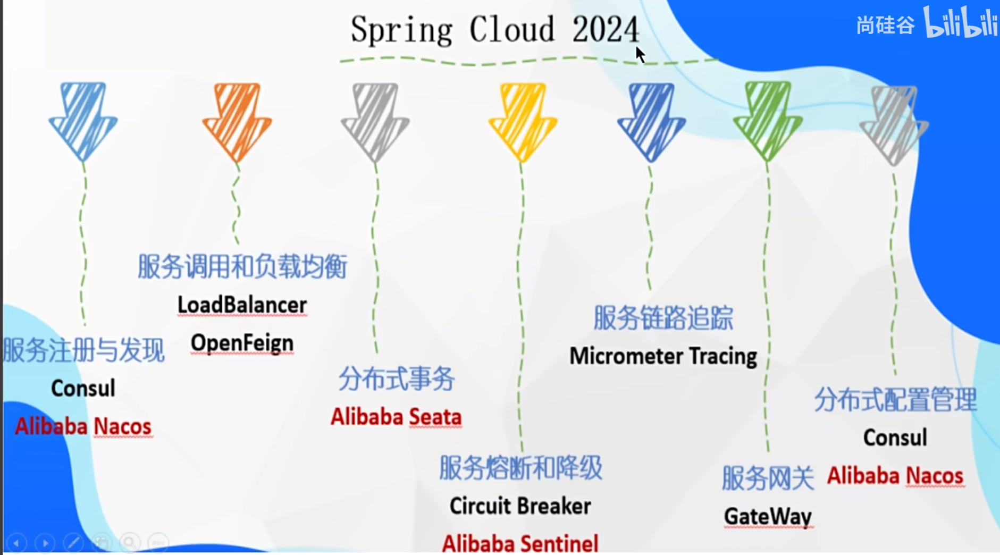 Spring Cloud 2024
尚硅谷 bilibili
服务注册与发现
Consul
Alibaba Nacos
服务调用和负载均衡
LoadBalancer
OpenFeign
分布式事务
Alibaba Seata
服务熔断和降级
Circuit Breaker
Alibaba Sentinel
服务链路追踪
Micrometer Tracing
服务网关
GateWay
分布式配置管理
Consul
Alibaba Nacos